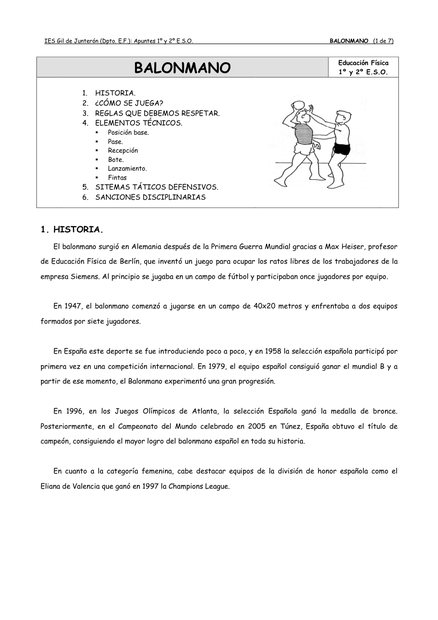 IES Gil de Junterón (Dpto. E.F.): Apuntes 1º y 2º E.S.O. BALONMANO (1 de 7)
BALONMANO
Educación Física
1º y 2º E.S.O.
1. HISTORIA.
2. ¿CÓMO SE JUEGA?
3. REGLAS QUE DEBEMOS RESPETAR.
4. ELEMENTOS TÉCNICOS.
▪ Posición base.
▪ Pase.
▪ Recepción
▪ Bote.
▪ Lanzamiento.
▪ Fintas
5. SITEMAS TÁTICOS DEFENSIVOS.
6. SANCIONES DISCIPLINARIAS
1. HISTORIA.
El balonmano surgió en Alemania después de la Primera Guerra Mundial gracias a Max Heiser, profesor
de Educación Física de Berlín, que inventó un juego para ocupar los ratos libres de los trabajadores de la
empresa Siemens. Al principio se jugaba en un campo de fútbol y participaban once jugadores por equipo.
En 1947, el balonmano comenzó a jugarse en un campo de 40x20 metros y enfrentaba a dos equipos
formados por siete jugadores.
En España este deporte se fue introduciendo poco a poco, y en 1958 la selección española participó por
primera vez en una competición internacional. En 1979, el equipo español consiguió ganar el mundial B y a
partir de ese momento, el Balonmano experimentó una gran progresión.
En 1996, en los Juegos Olímpicos de Atlanta, la selección Española ganó la medalla de bronce.
Posteriormente, en el Campeonato del Mundo celebrado en 2005 en Túnez, España obtuvo el título de
campeón, consiguiendo el mayor logro del balonmano español en toda su historia.
En cuanto a la categoría femenina, cabe destacar equipos de la división de honor española como el
Eliana de Valencia que ganó en 1997 la Champions League.